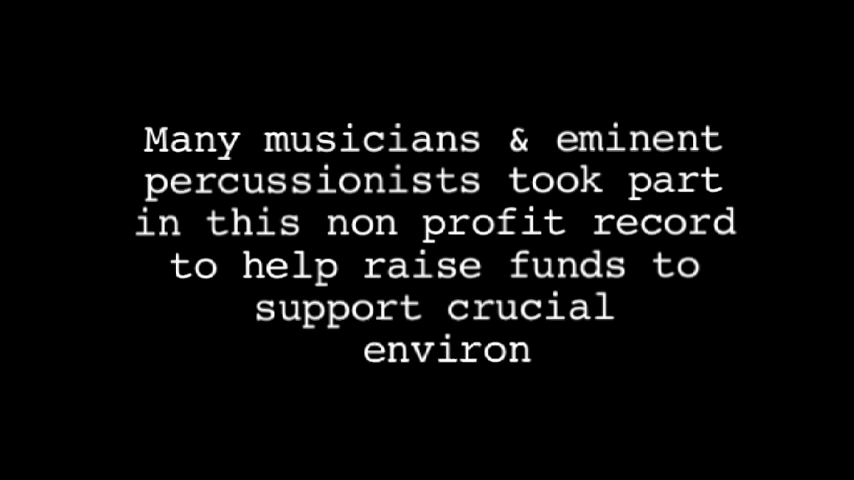 Many musicians & eminent
percussionists took part
in this non profit record
to help raise funds to
support crucial
environ